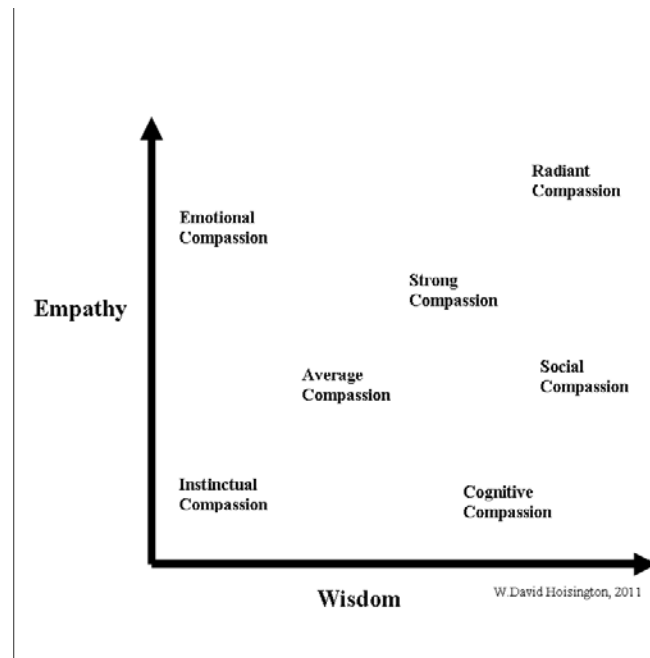 Radiant
Compassion
Emotional
Compassion
Strong
Compassion
Empathy
Average
Compassion
Social
Compassion
Instinctual
Compassion
Cognitive
Compassion
Wisdom
W.David Hoisington, 2011